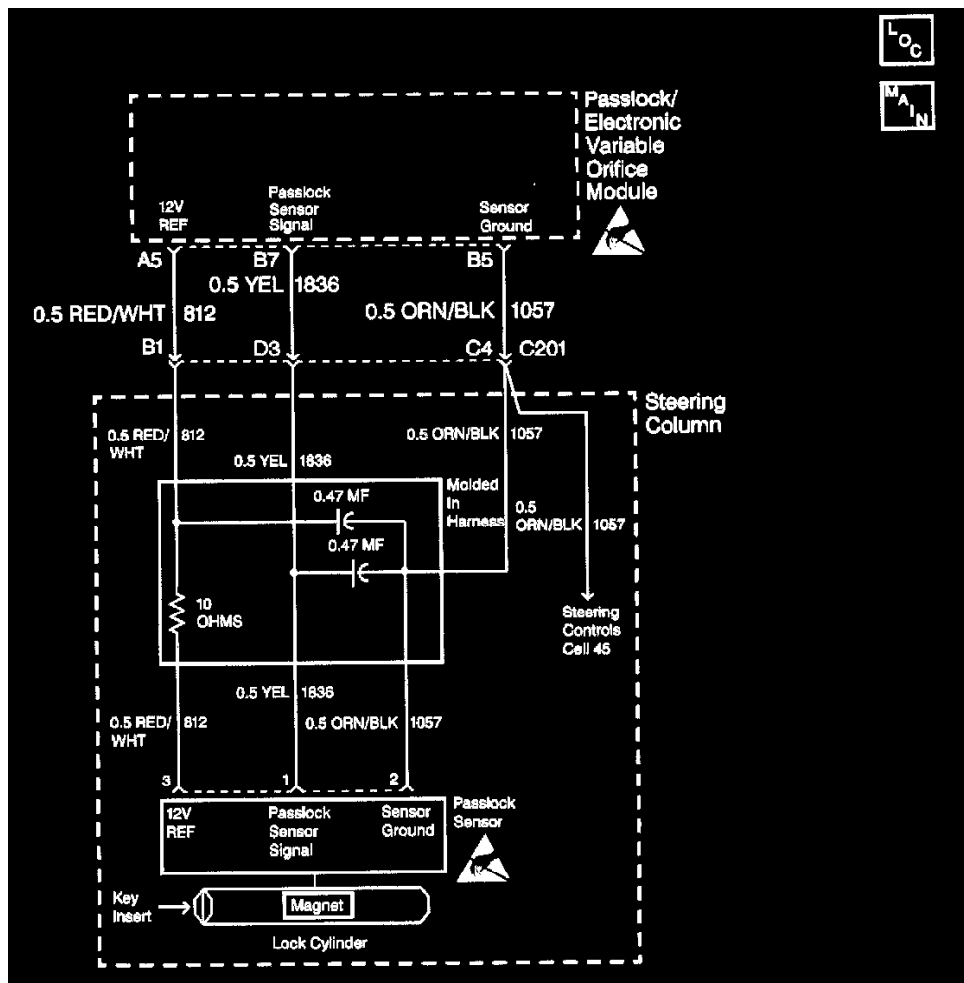 LOC
MAIN
Passlock/
Electronic
Variable
Orifice
Module
12V
REF
Passlock
Sensor
Signal
Sensor
Ground
A5
B7
B5
0.5 YEL 1836
0.5 RED/WHT 812
0.5 ORN/BLK 1057
B1
D3
C4 C201
Steering
Column
0.5 RED/
WHT
812
0.5 YEL 1836
0.5 ORN/BLK 1057
Molded
In
Harness
0.47 MF
0.47 MF
0.5
ORN/BLK
1057
10
OHMS
Steering
Controls
Cell 45
0.5 YEL 1836
0.5 RED/
WHT
812
0.5 ORN/BLK 1057
3
1
2
12V
REF
Passlock
Sensor
Signal
Sensor
Ground
Passlock
Sensor
Key
Insert
Magnet
Lock Cylinder